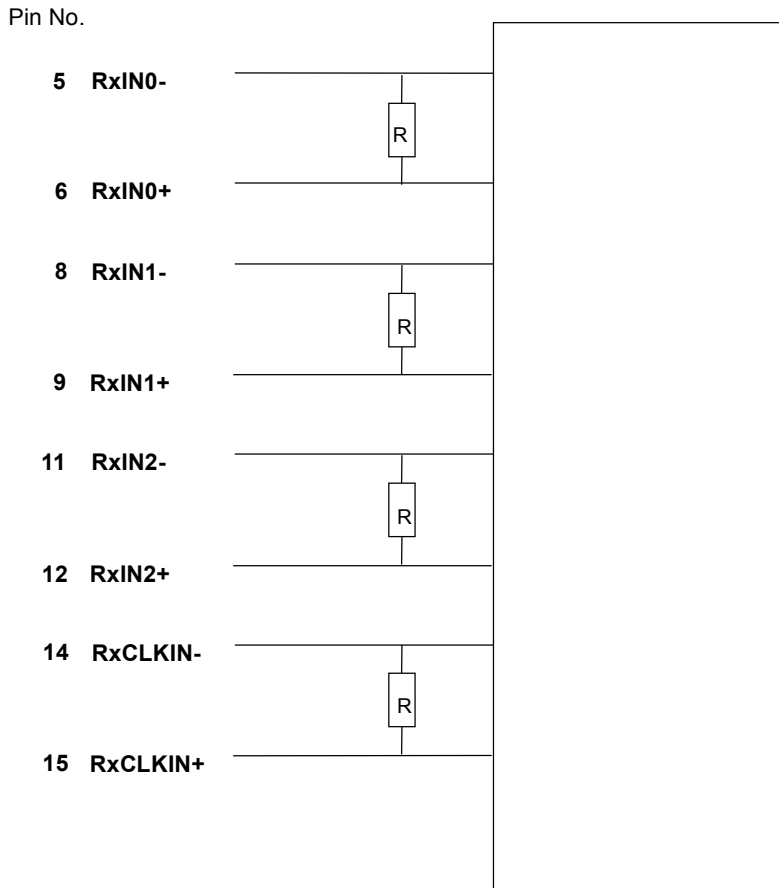 Pin No.
5 RxIN0-
R
6 RxIN0+
8 RxIN1-
R
9 RxIN1+
11 RxIN2-
R
12 RxIN2+
14 RxCLKIN-
R
15 RxCLKIN+